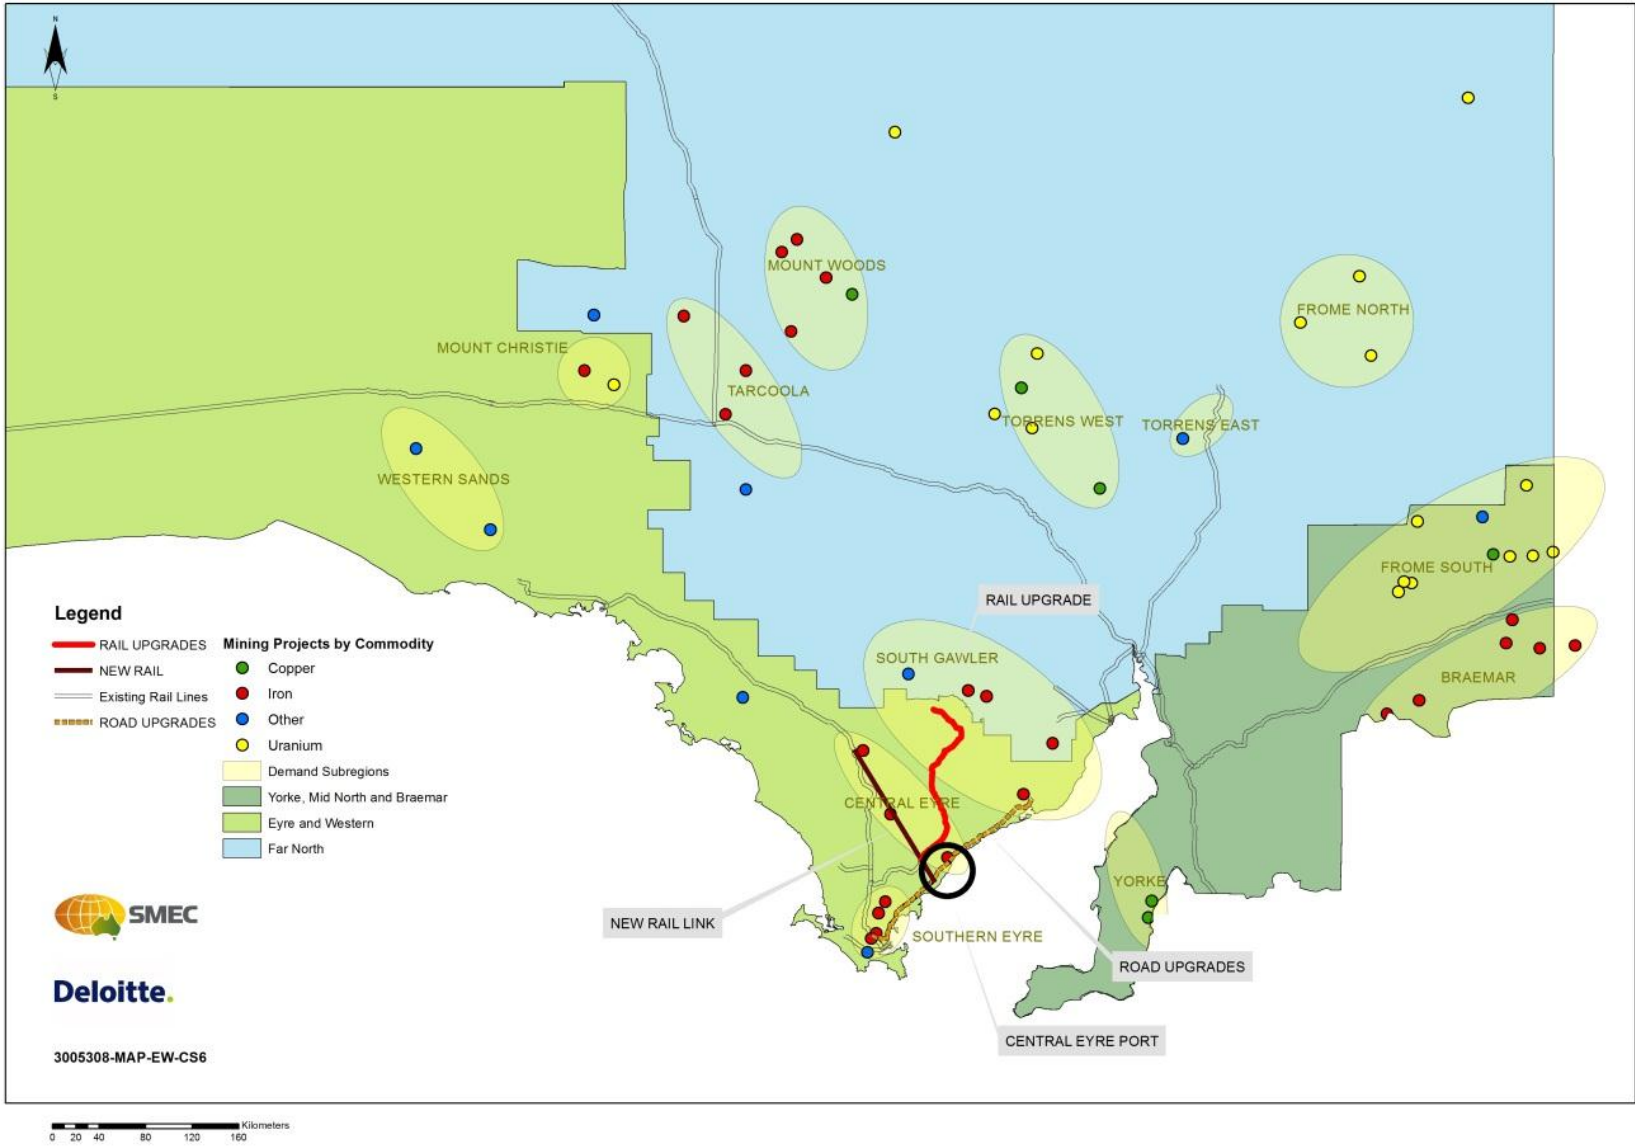 N
S
MOUNT WOODS
FROME NORTH
MOUNT CHRISTIE
TARCOOLA
TORRENS WEST
TORRENS EAST
WESTERN SANDS
FROME SOUTH
RAIL UPGRADE
SOUTH GAWLER
BRAEMAR
CENTRAL EYRE
YORKE
NEW RAIL LINK
SOUTHERN EYRE
ROAD UPGRADES
CENTRAL EYRE PORT
Legend
RAIL UPGRADES
NEW RAIL
Existing Rail Lines
ROAD UPGRADES
Mining Projects by Commodity
Copper
Iron
Other
Uranium
Demand Subregions
Yorke, Mid North and Braemar
Eyre and Western
Far North
SMEC
Deloitte.
3005308-MAP-EW-CS6
Kilometers
0 20 40 80 120 160